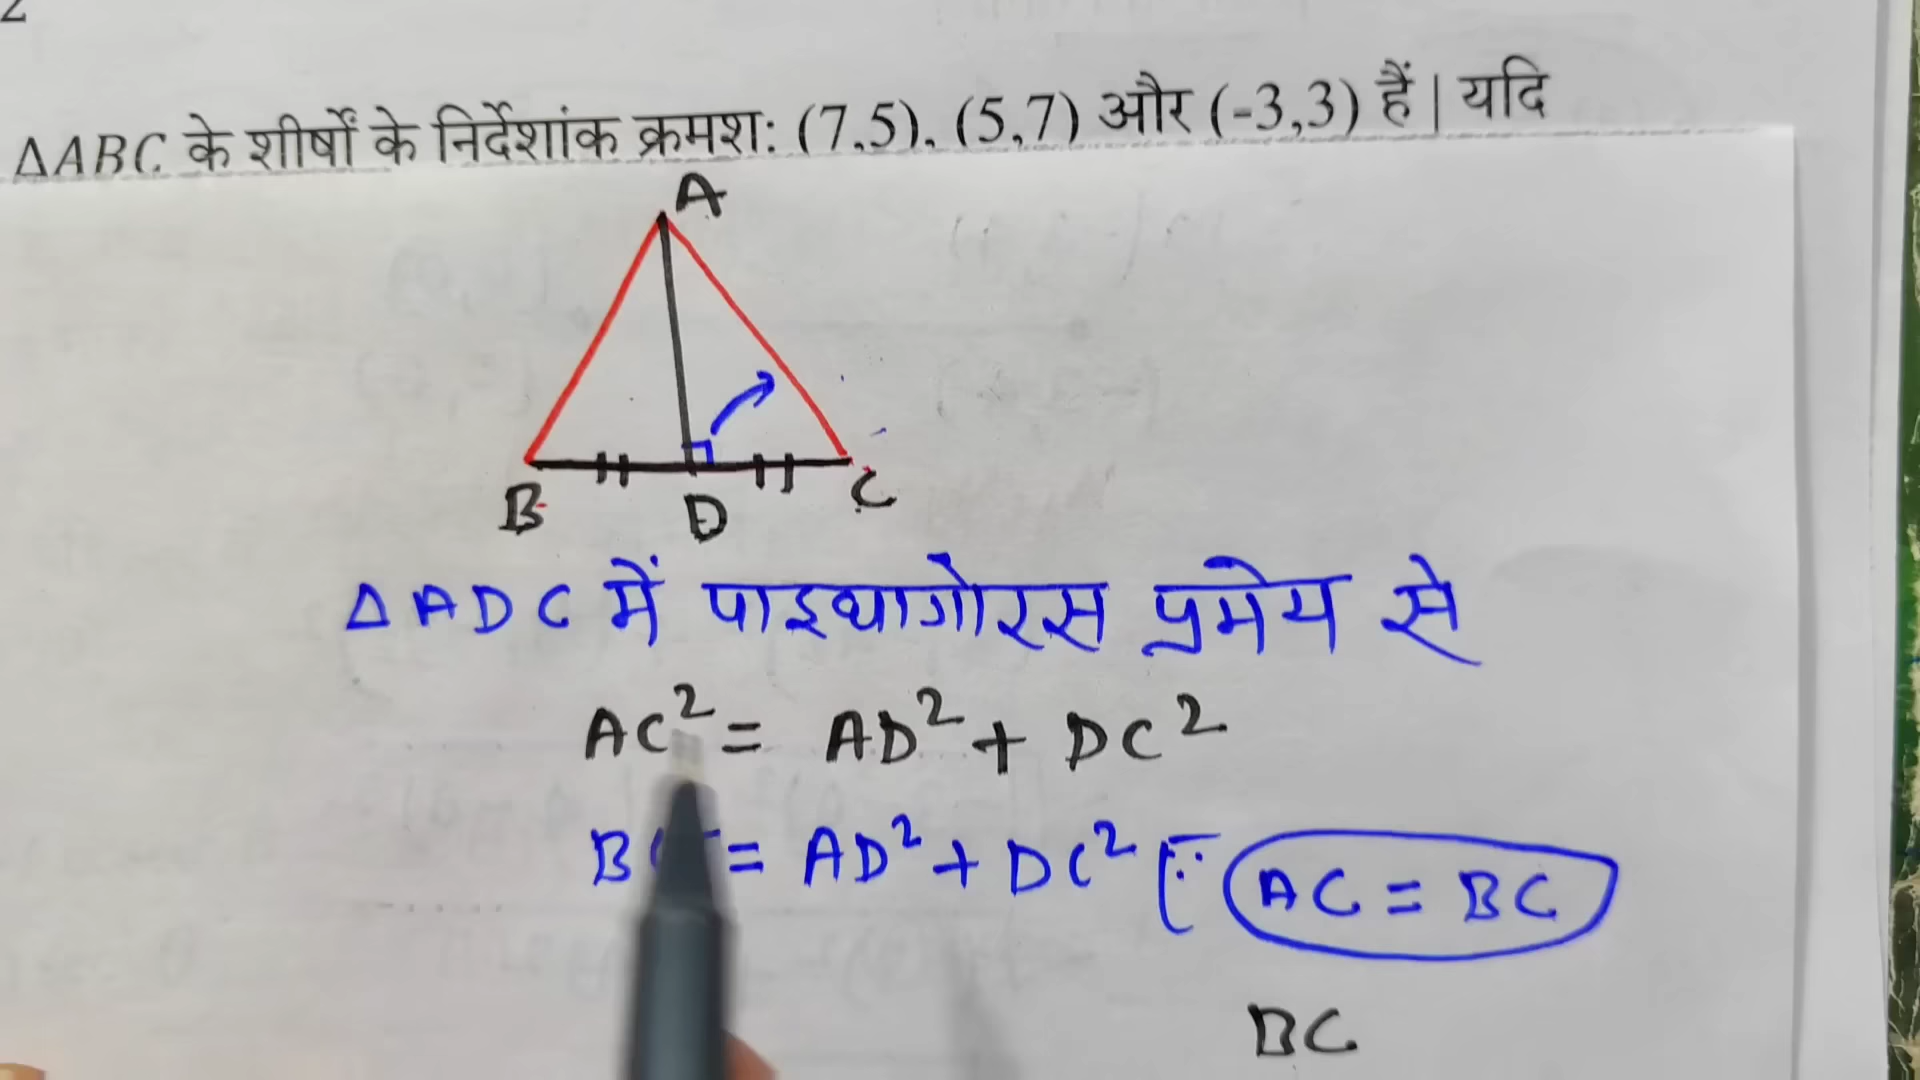 ΔABC के शीर्षों के निर्देशांक क्रमश: (7,5), (5,7) और (-3,3) हैं | यदि
A
B D C
Δ ADC में पाइथागोरस प्रमेय से
AC² = AD² + DC²
= AD² + DC² [∵ AC = BC
BC